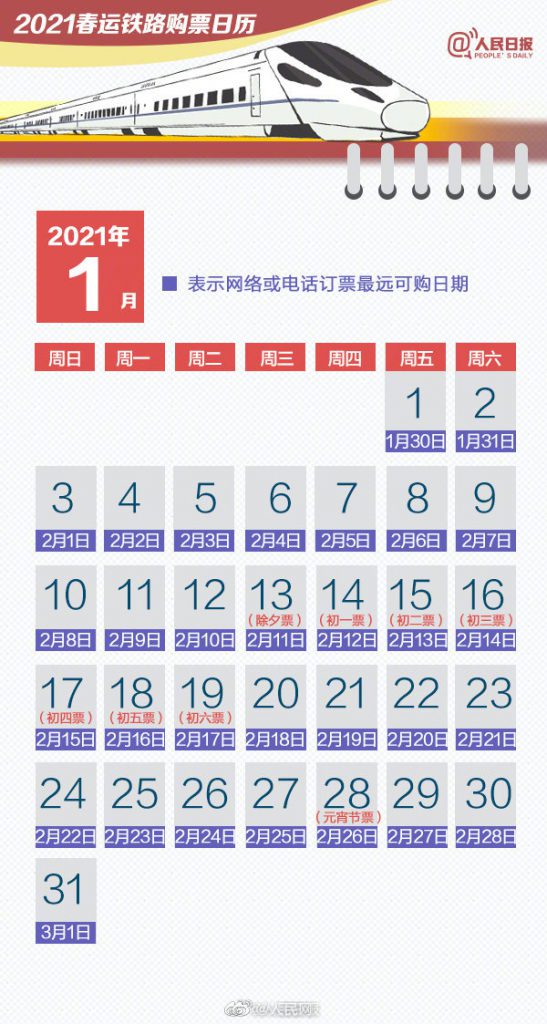 2021春运铁路购票日历
@人民日报
PEOPLE'S DAILY
2021年
1月
表示网络或电话订票最远可购日期
周日 周一 周二 周三 周四 周五 周六
1 2
1月30日 1月31日
3 4 5 6 7 8 9
2月1日 2月2日 2月3日 2月4日 2月5日 2月6日 2月7日
10 11 12 13 14 15 16
(除夕票) (初一票) (初二票) (初三票)
2月8日 2月9日 2月10日 2月11日 2月12日 2月13日 2月14日
17 18 19 20 21 22 23
(初四票) (初五票) (初六票)
2月15日 2月16日 2月17日 2月18日 2月19日 2月20日 2月21日
24 25 26 27 28 29 30
(元宵节票)
2月22日 2月23日 2月24日 2月25日 2月26日 2月27日 2月28日
31
3月1日
@人民网